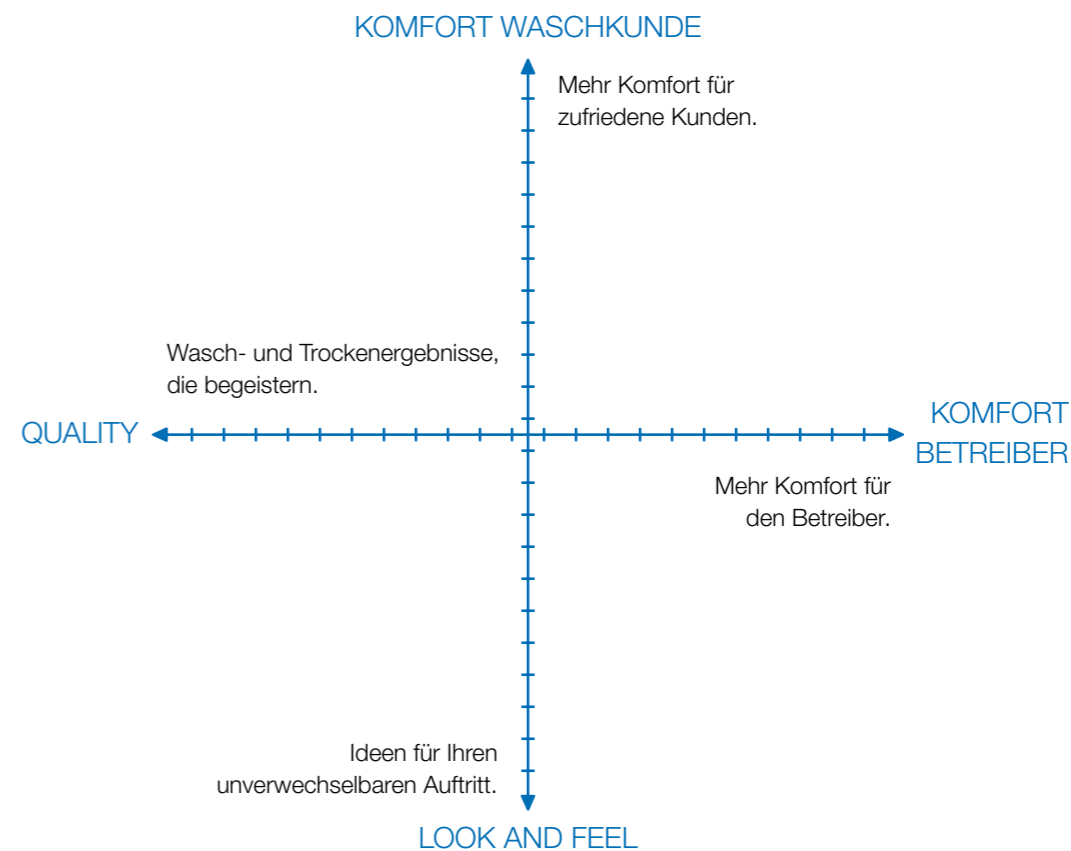 KOMFORT WASCHKUNDE
Mehr Komfort für
zufriedene Kunden.
Wasch- und Trockenergebnisse,
die begeistern.
QUALITY
KOMFORT
BETREIBER
Mehr Komfort für
den Betreiber.
Ideen für Ihren
unverwechselbaren Auftritt.
LOOK AND FEEL